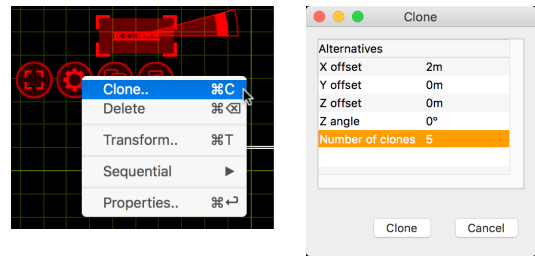 Clone.. ⌘C
Delete ⌘⌫
Transform.. ⌘T
Sequential ▶
Properties.. ⌘↩
Clone
Alternatives
X offset 2m
Y offset 0m
Z offset 0m
Z angle 0°
Number of clones 5
Clone Cancel